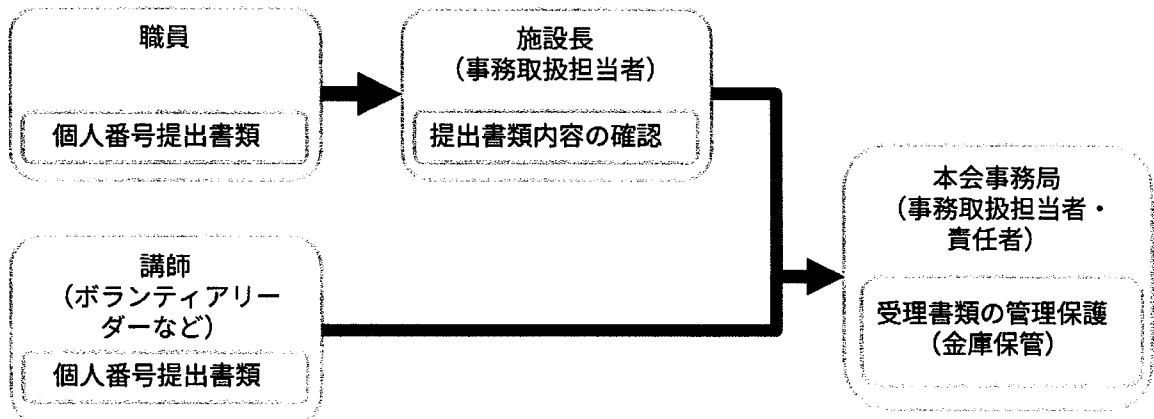 職員
個人番号提出書類
施設長
（事務取扱担当者）
提出書類内容の確認
講師
（ボランティアリー
ダーなど）
個人番号提出書類
本会事務局
（事務取扱担当者・
責任者）
受理書類の管理保護
（金庫保管）